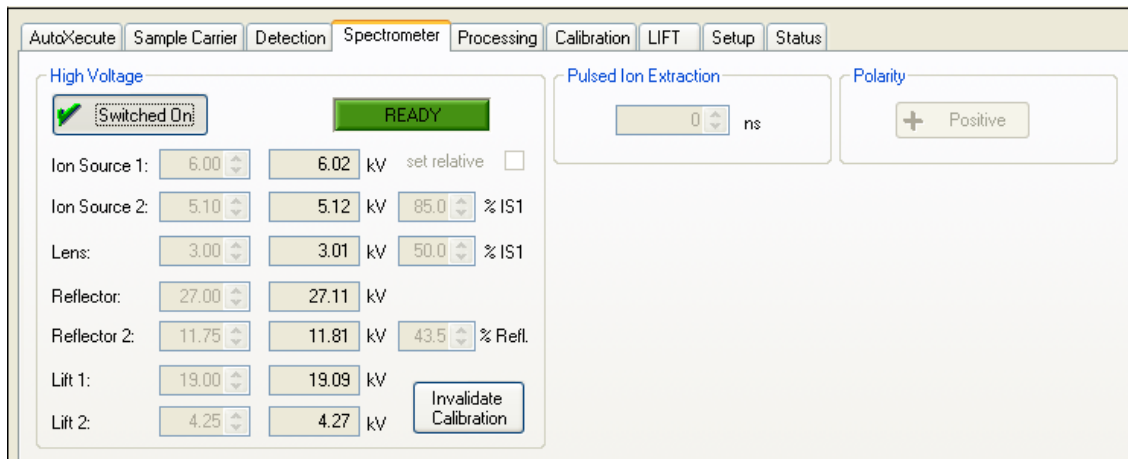 AutoXecute Sample Carrier Detection Spectrometer Processing Calibration LIFT Setup Status
High Voltage
Switched On READY
Ion Source 1: 6.00 6.02 kV set relative
Ion Source 2: 5.10 5.12 kV 85.0 % IS1
Lens: 3.00 3.01 kV 50.0 % IS1
Reflector: 27.00 27.11 kV
Reflector 2: 11.75 11.81 kV 43.5 % Refl.
Lift 1: 19.00 19.09 kV
Lift 2: 4.25 4.27 kV
Invalidate
Calibration
Pulsed Ion Extraction
0 ns
Polarity
Positive